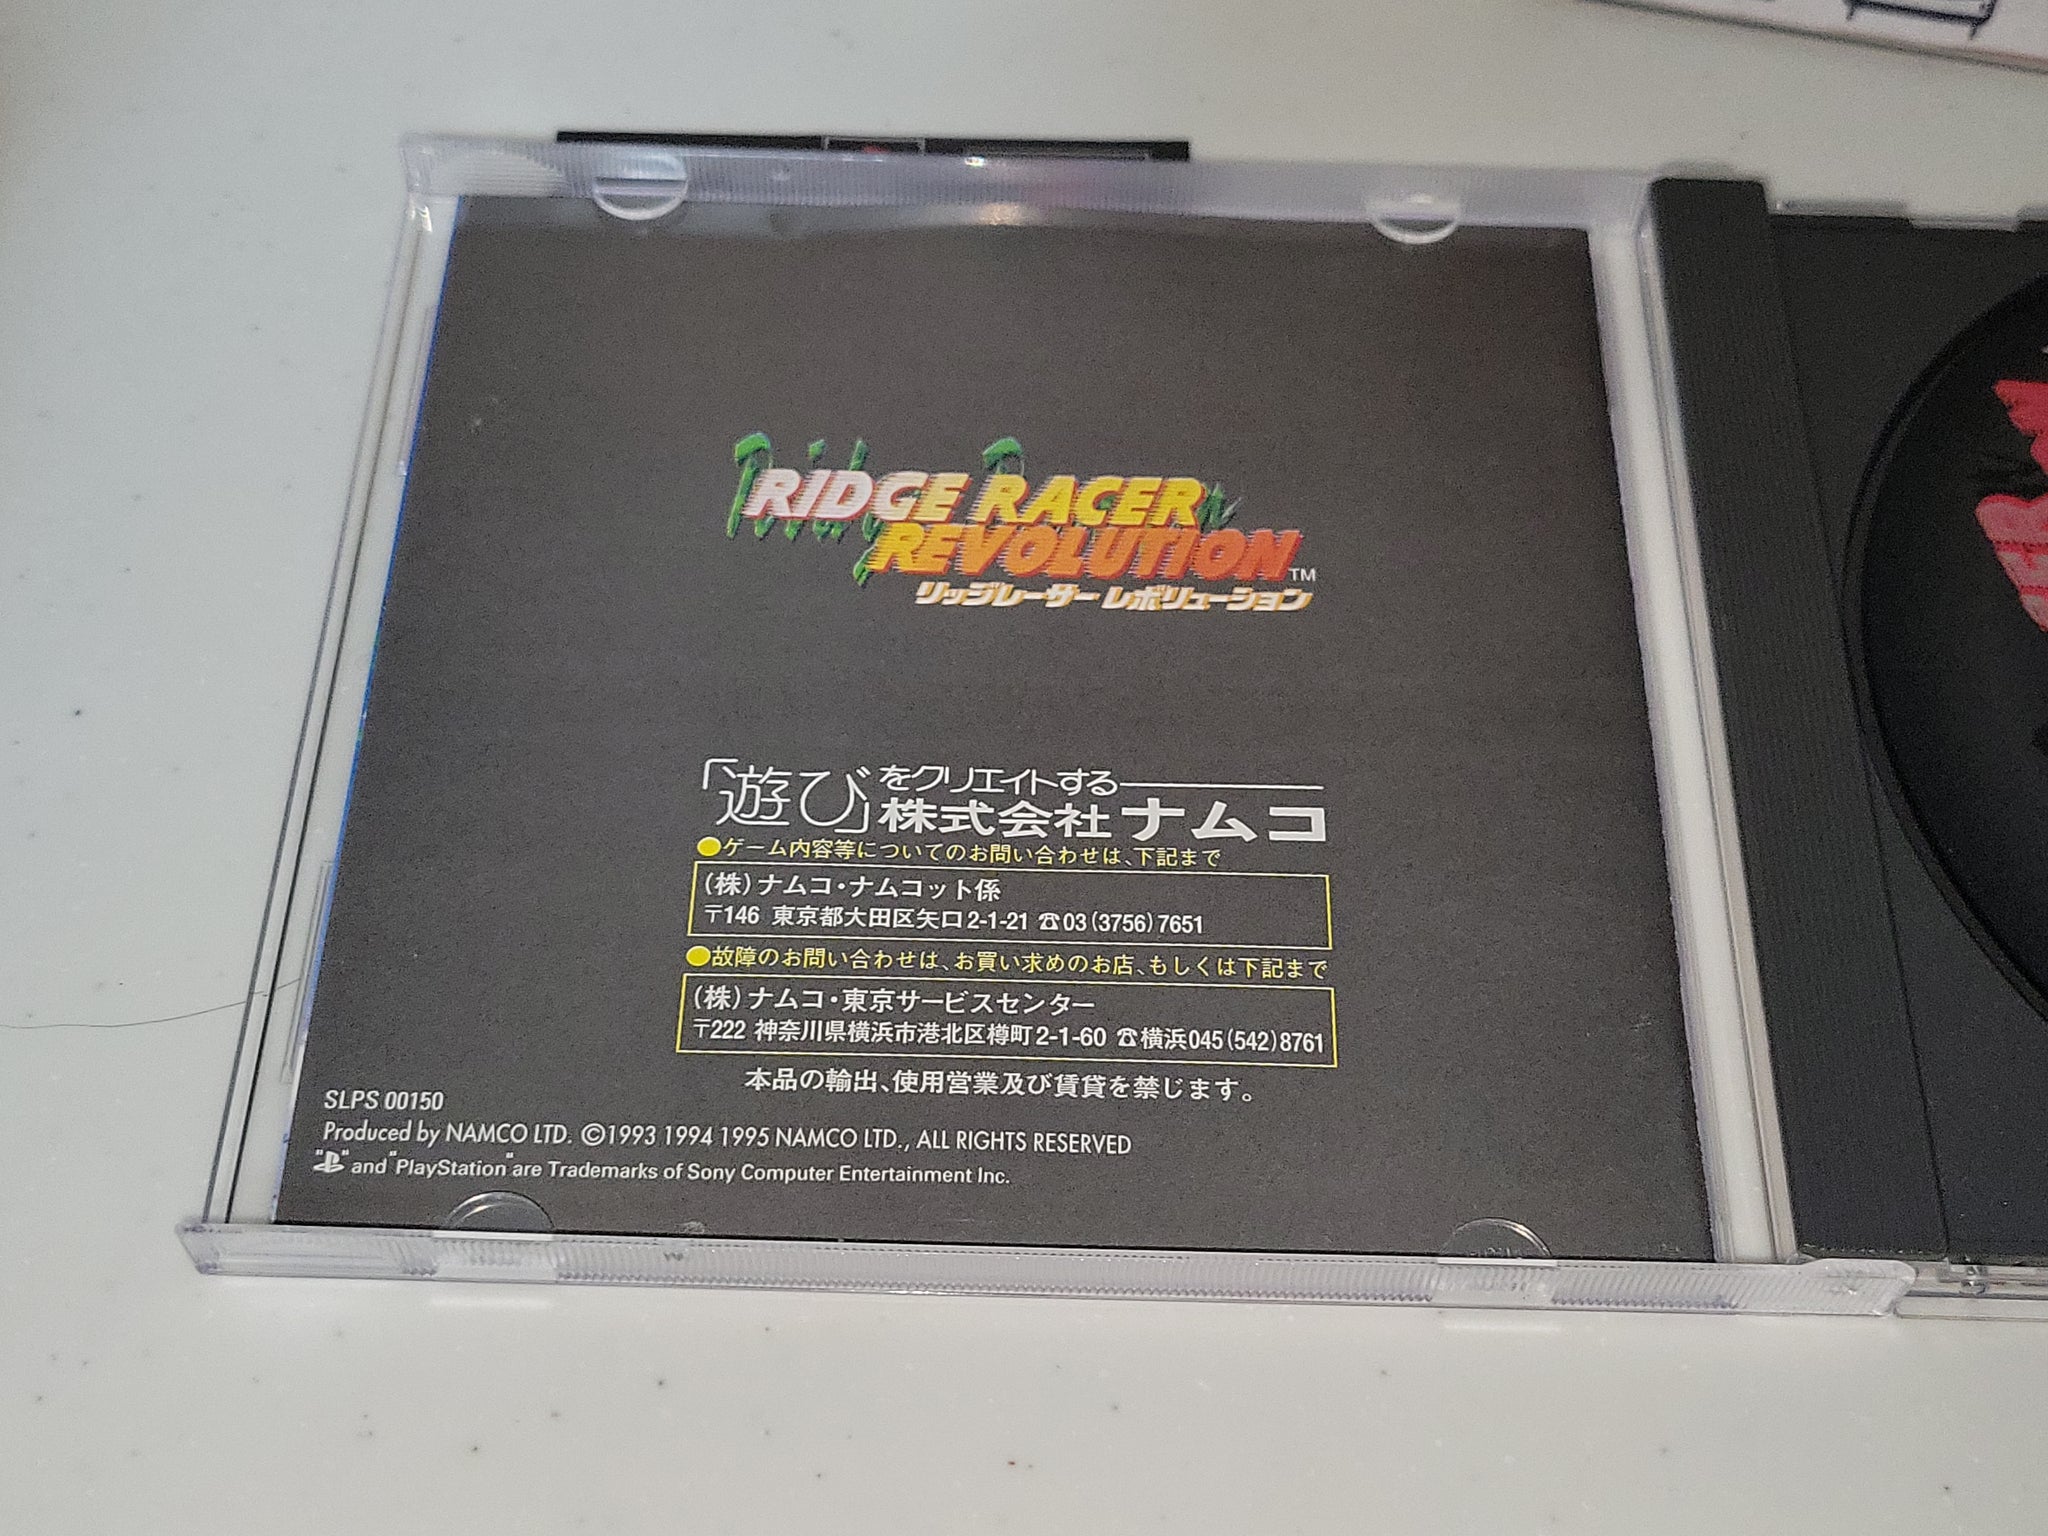 RIDGE RACER
REVOLUTION™
リッジレーサー レボリューション
「遊び」をクリエイトする
株式会社ナムコ
●ゲーム内容等についてのお問い合わせは、下記まで
(株)ナムコ・ナムコット係
〒146 東京都大田区矢口2-1-21 ☎03(3756)7651
●故障のお問い合わせは、お買い求めのお店、もしくは下記まで
(株)ナムコ・東京サービスセンター
〒222 神奈川県横浜市港北区樽町2-1-60 ☎横浜045(542)8761
本品の輸出、使用営業及び賃貸を禁じます。
SLPS 00150
Produced by NAMCO LTD. ©1993 1994 1995 NAMCO LTD., ALL RIGHTS RESERVED
" " and "PlayStation" are Trademarks of Sony Computer Entertainment Inc.